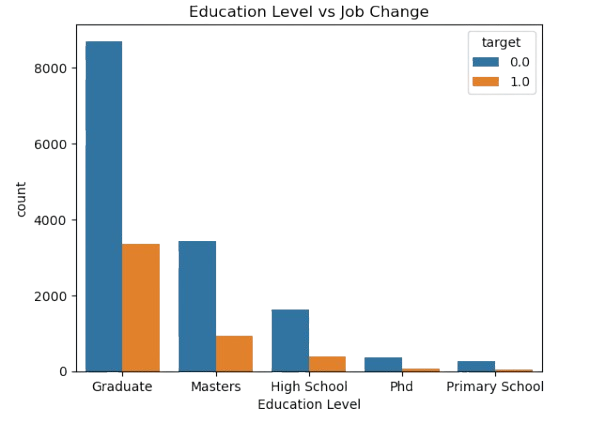 Education Level vs Job Change
target
0.0
1.0
8000
6000
4000
2000
0
count
Graduate Masters High School Phd Primary School
Education Level